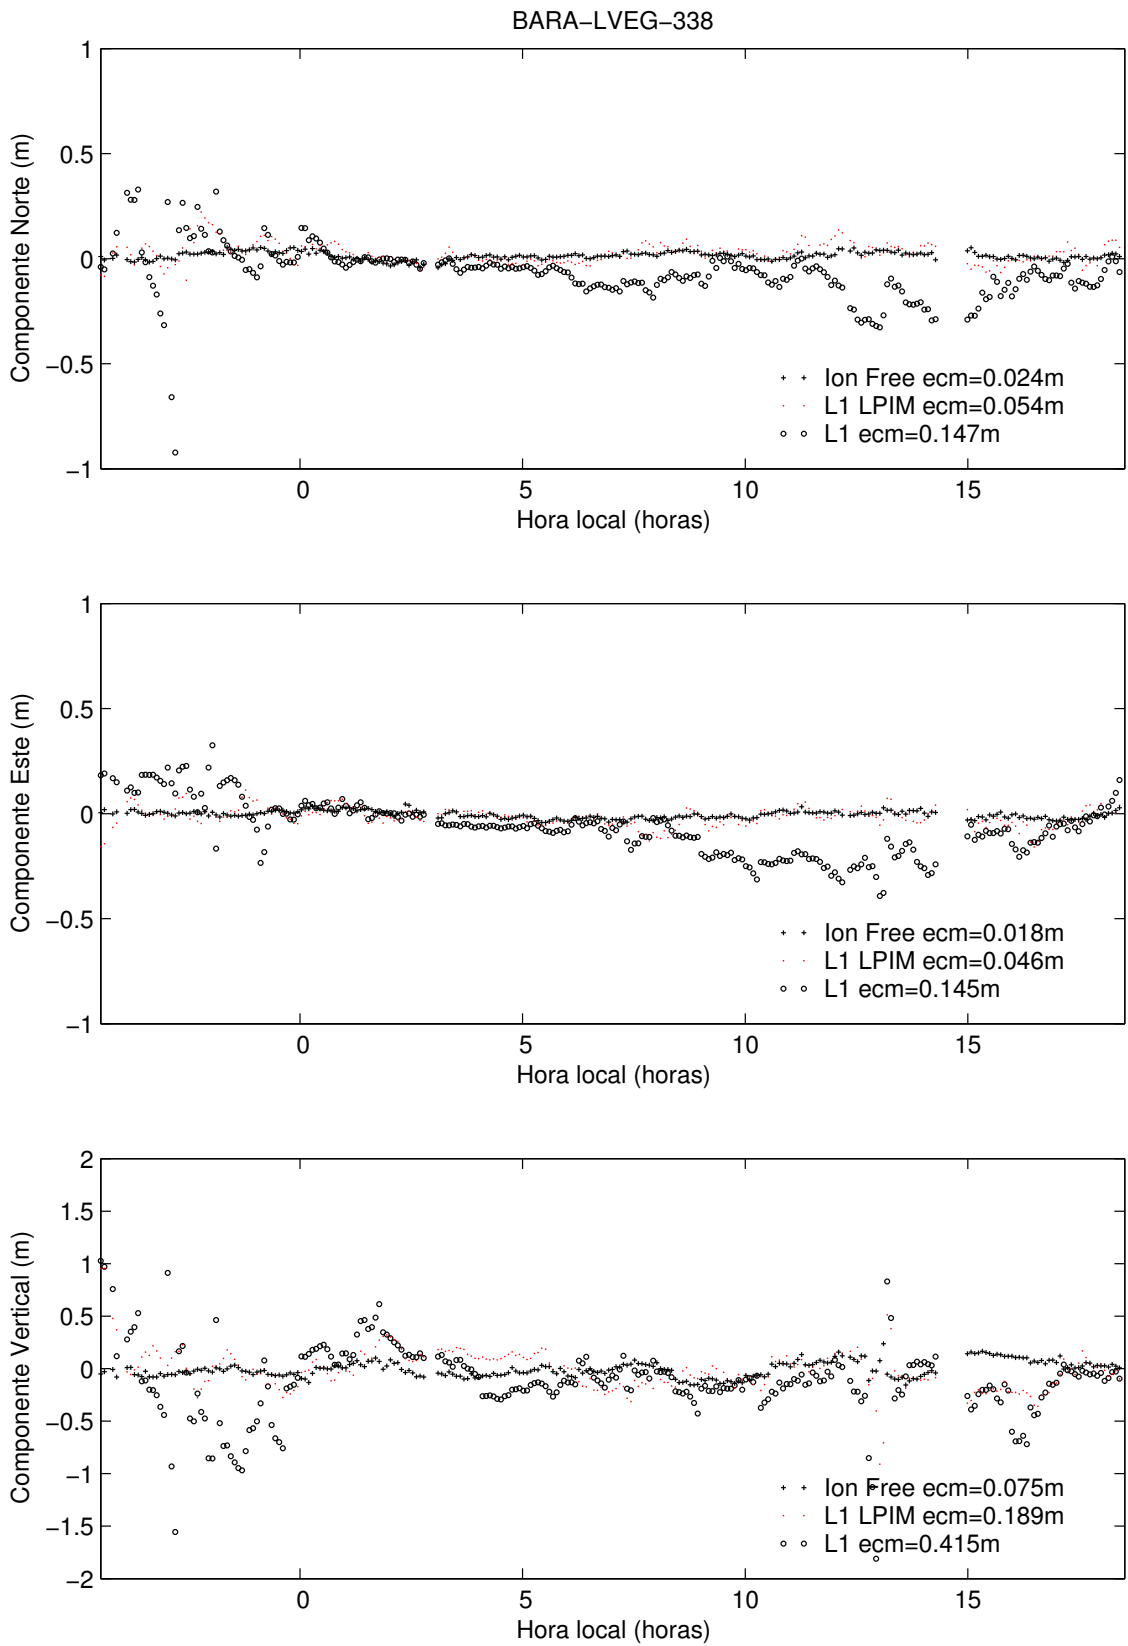 BARA−LVEG−338
1
0.5
0
−0.5
−1
Componente Norte (m)
Ion Free ecm=0.024m
L1 LPIM ecm=0.054m
L1 ecm=0.147m
0 5 10 15
Hora local (horas)
1
0.5
0
−0.5
−1
Componente Este (m)
Ion Free ecm=0.018m
L1 LPIM ecm=0.046m
L1 ecm=0.145m
0 5 10 15
Hora local (horas)
2
1.5
1
0.5
0
−0.5
−1
−1.5
−2
Componente Vertical (m)
Ion Free ecm=0.075m
L1 LPIM ecm=0.189m
L1 ecm=0.415m
0 5 10 15
Hora local (horas)